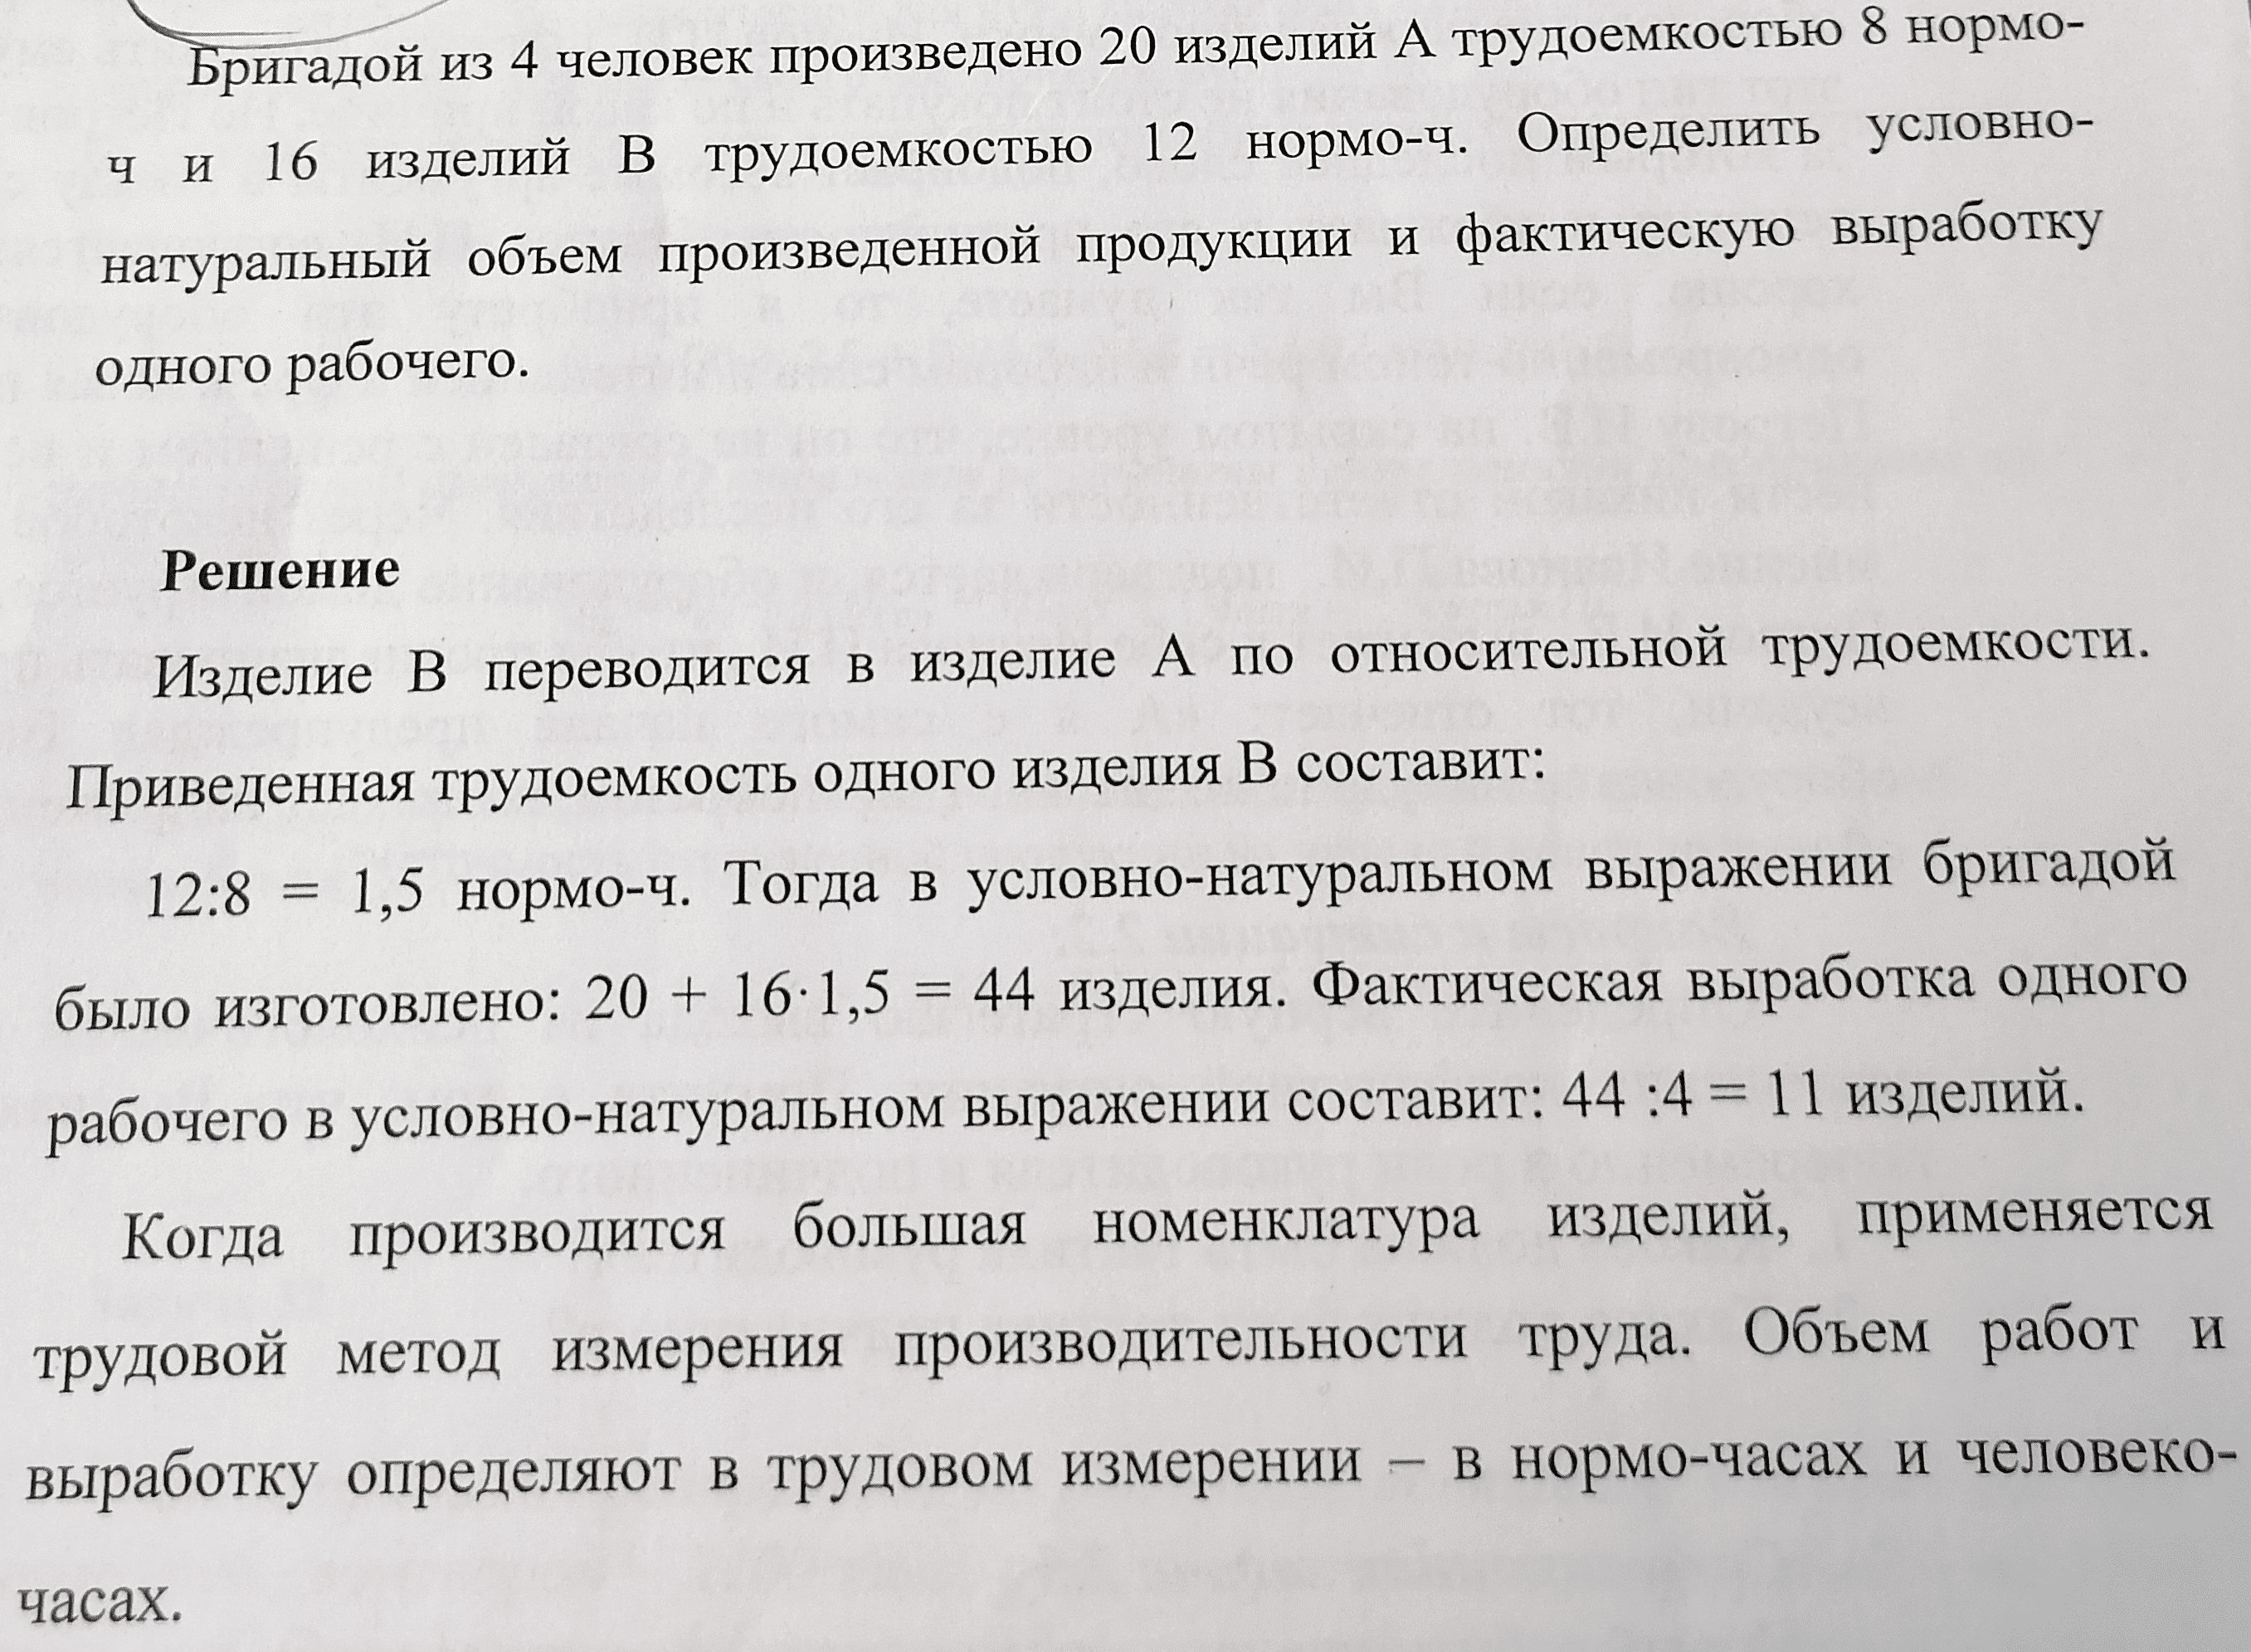 Бригадой из 4 человек произведено 20 изделий А трудоемкостью 8 нормо-
ч и 16 изделий В трудоемкостью 12 нормо-ч. Определить условно-
натуральный объем произведенной продукции и фактическую выработку
одного рабочего.
Решение
Изделие В переводится в изделие А по относительной трудоемкости.
Приведенная трудоемкость одного изделия В составит:
12:8 = 1,5 нормо-ч. Тогда в условно-натуральном выражении бригадой
было изготовлено: 20 + 16·1,5 = 44 изделия. Фактическая выработка одного
рабочего в условно-натуральном выражении составит: 44 :4 = 11 изделий.
Когда производится большая номенклатура изделий, применяется
трудовой метод измерения производительности труда. Объем работ и
выработку определяют в трудовом измерении – в нормо-часах и человеко-
часах.